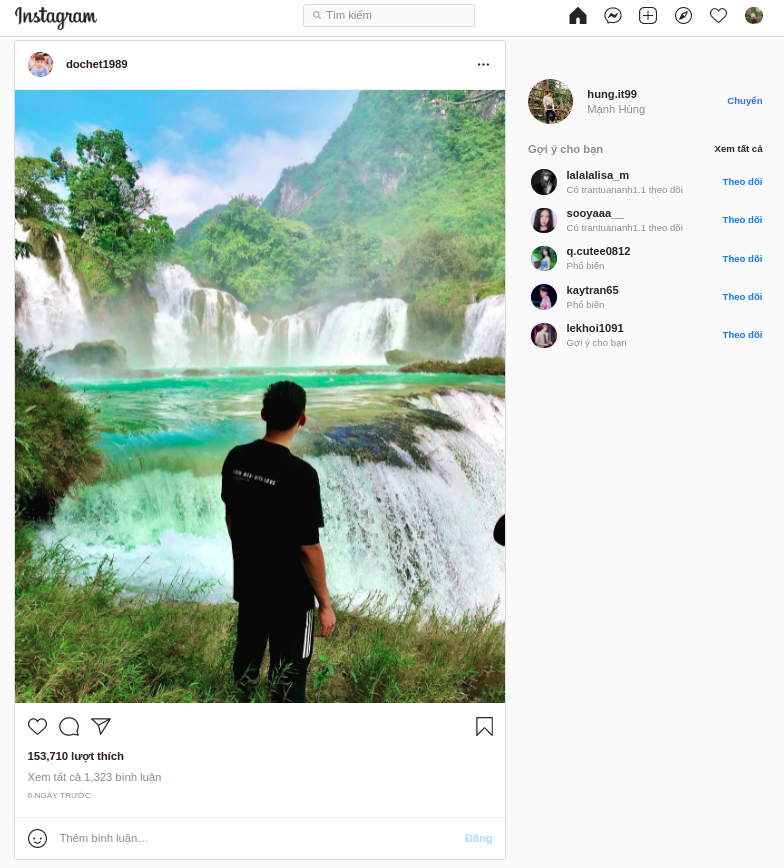 Instagram
Tìm kiếm
dochet1989
hung.it99
Mạnh Hùng
Chuyển
Gợi ý cho bạn
Xem tất cả
lalalalisa_m
Có trantuananh1.1 theo dõi
Theo dõi
sooyaaa__
Có trantuananh1.1 theo dõi
Theo dõi
q.cutee0812
Phổ biến
Theo dõi
kaytran65
Phổ biến
Theo dõi
lekhoi1091
Gợi ý cho bạn
Theo dõi
153,710 lượt thích
Xem tất cả 1,323 bình luận
6 NGÀY TRƯỚC
Thêm bình luận…
Đăng